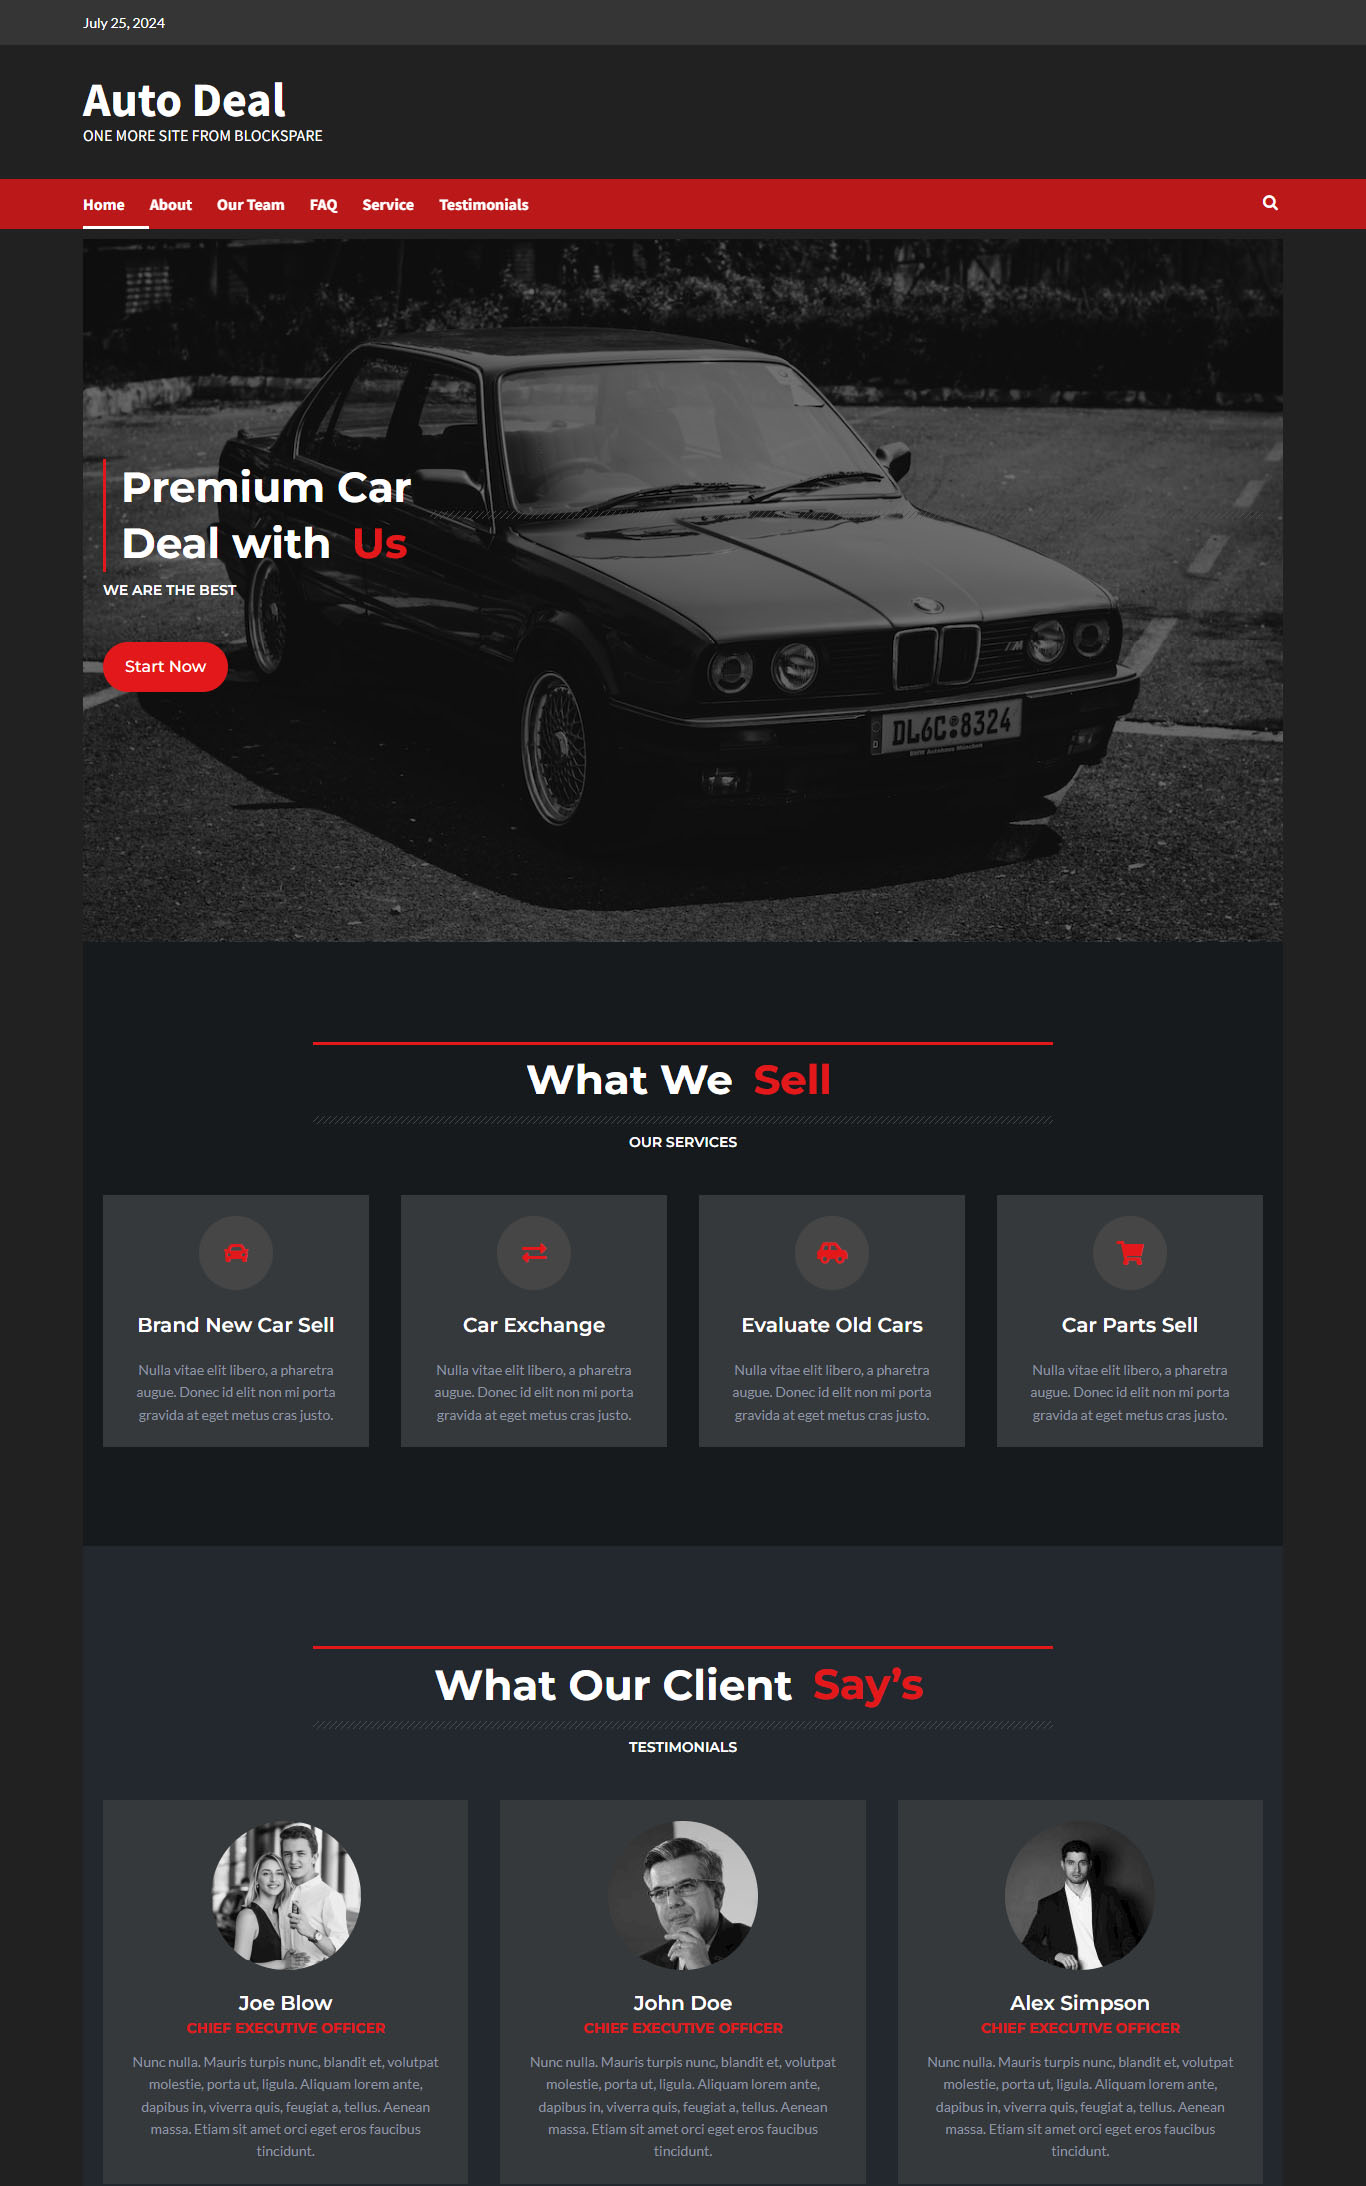 July 25, 2024
Auto Deal
ONE MORE SITE FROM BLOCKSPARE
Home About Our Team FAQ Service Testimonials
Premium Car
Deal with Us
WE ARE THE BEST
Start Now
M
DL6C 8324
BMW Autohaus München
What We Sell
OUR SERVICES
Brand New Car Sell
Nulla vitae elit libero, a pharetra
augue. Donec id elit non mi porta
gravida at eget metus cras justo.
Car Exchange
Nulla vitae elit libero, a pharetra
augue. Donec id elit non mi porta
gravida at eget metus cras justo.
Evaluate Old Cars
Nulla vitae elit libero, a pharetra
augue. Donec id elit non mi porta
gravida at eget metus cras justo.
Car Parts Sell
Nulla vitae elit libero, a pharetra
augue. Donec id elit non mi porta
gravida at eget metus cras justo.
What Our Client Say’s
TESTIMONIALS
Joe Blow
CHIEF EXECUTIVE OFFICER
Nunc nulla. Mauris turpis nunc, blandit et, volutpat
molestie, porta ut, ligula. Aliquam lorem ante,
dapibus in, viverra quis, feugiat a, tellus. Aenean
massa. Etiam sit amet orci eget eros faucibus
tincidunt.
John Doe
CHIEF EXECUTIVE OFFICER
Nunc nulla. Mauris turpis nunc, blandit et, volutpat
molestie, porta ut, ligula. Aliquam lorem ante,
dapibus in, viverra quis, feugiat a, tellus. Aenean
massa. Etiam sit amet orci eget eros faucibus
tincidunt.
Alex Simpson
CHIEF EXECUTIVE OFFICER
Nunc nulla. Mauris turpis nunc, blandit et, volutpat
molestie, porta ut, ligula. Aliquam lorem ante,
dapibus in, viverra quis, feugiat a, tellus. Aenean
massa. Etiam sit amet orci eget eros faucibus
tincidunt.